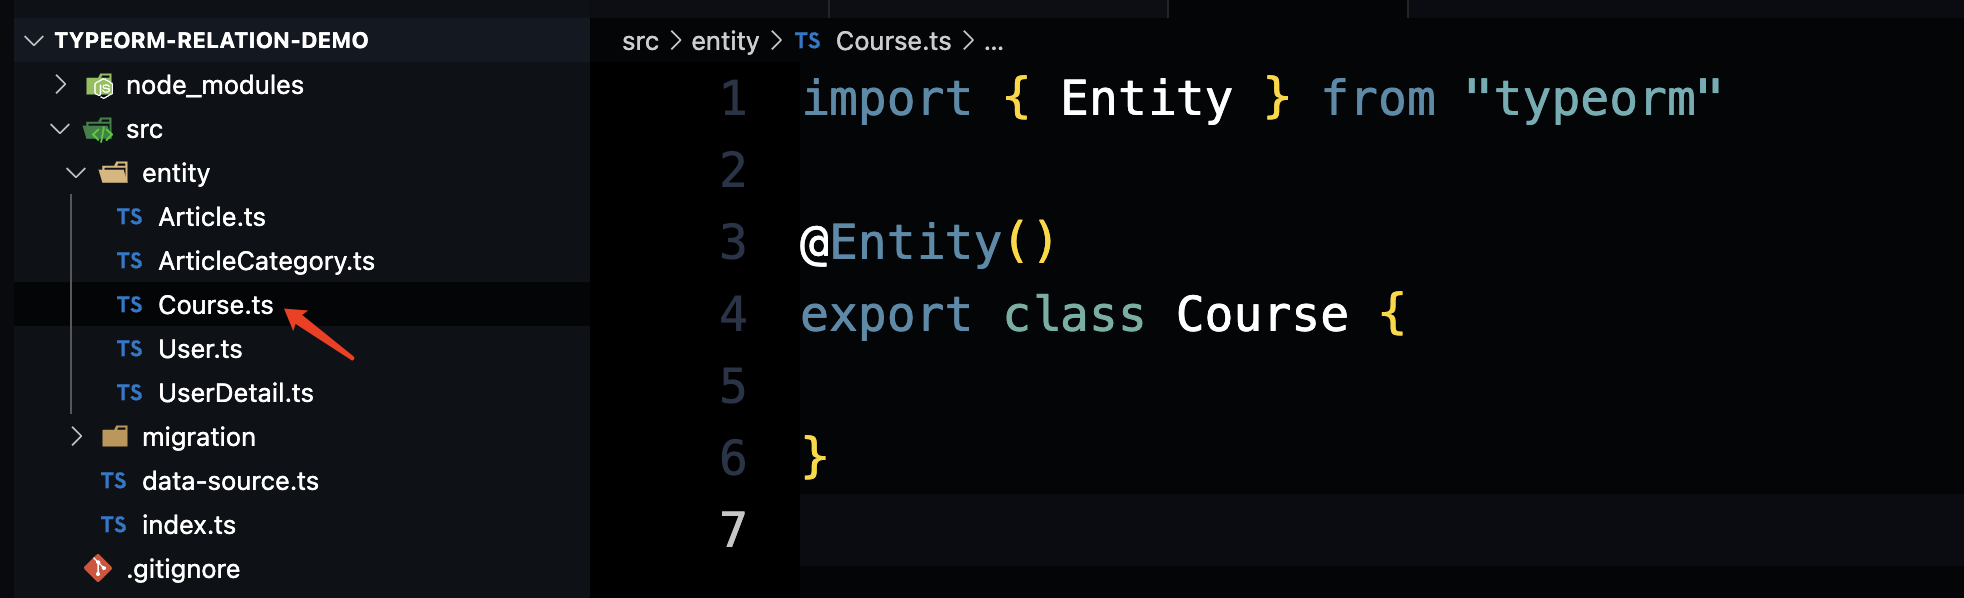 TYPEORM-RELATION-DEMO
node_modules
src
entity
TS Article.ts
TS ArticleCategory.ts
TS Course.ts
TS User.ts
TS UserDetail.ts
migration
TS data-source.ts
TS index.ts
.gitignore
src > entity > TS Course.ts > ...
1 import { Entity } from "typeorm"
2
3 @Entity()
4 export class Course {
5
6 }
7